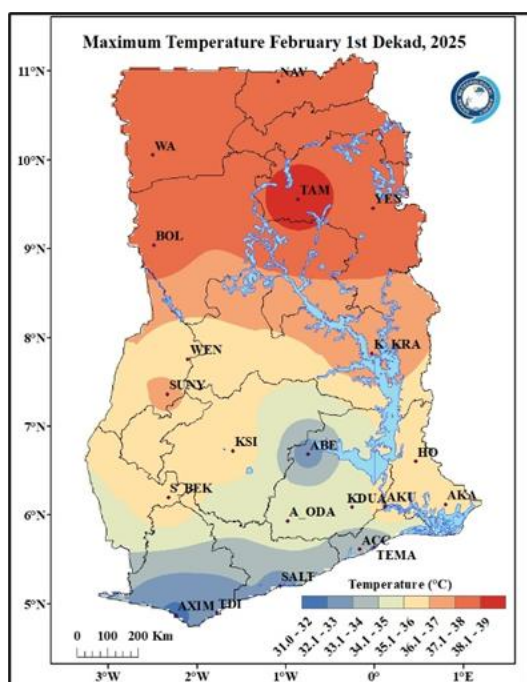 Maximum Temperature February 1st Dekad, 2025
11°N
10°N
9°N
8°N
7°N
6°N
5°N
NAV
WA
TAM
YEN
BOL
K_KRA
WEN
SUNY
KSI
ABE
HO
S_BEK
KDUA
AKU
AKA
A_ODA
ACC
TEMA
SALT
AXIM
TDI
Temperature (°C)
31.0 - 32
32.1 - 33
33.1 - 34
34.1 - 35
35.1 - 36
36.1 - 37
37.1 - 38
38.1 - 39
0 100 200 Km
3°W 2°W 1°W 0° 1°E